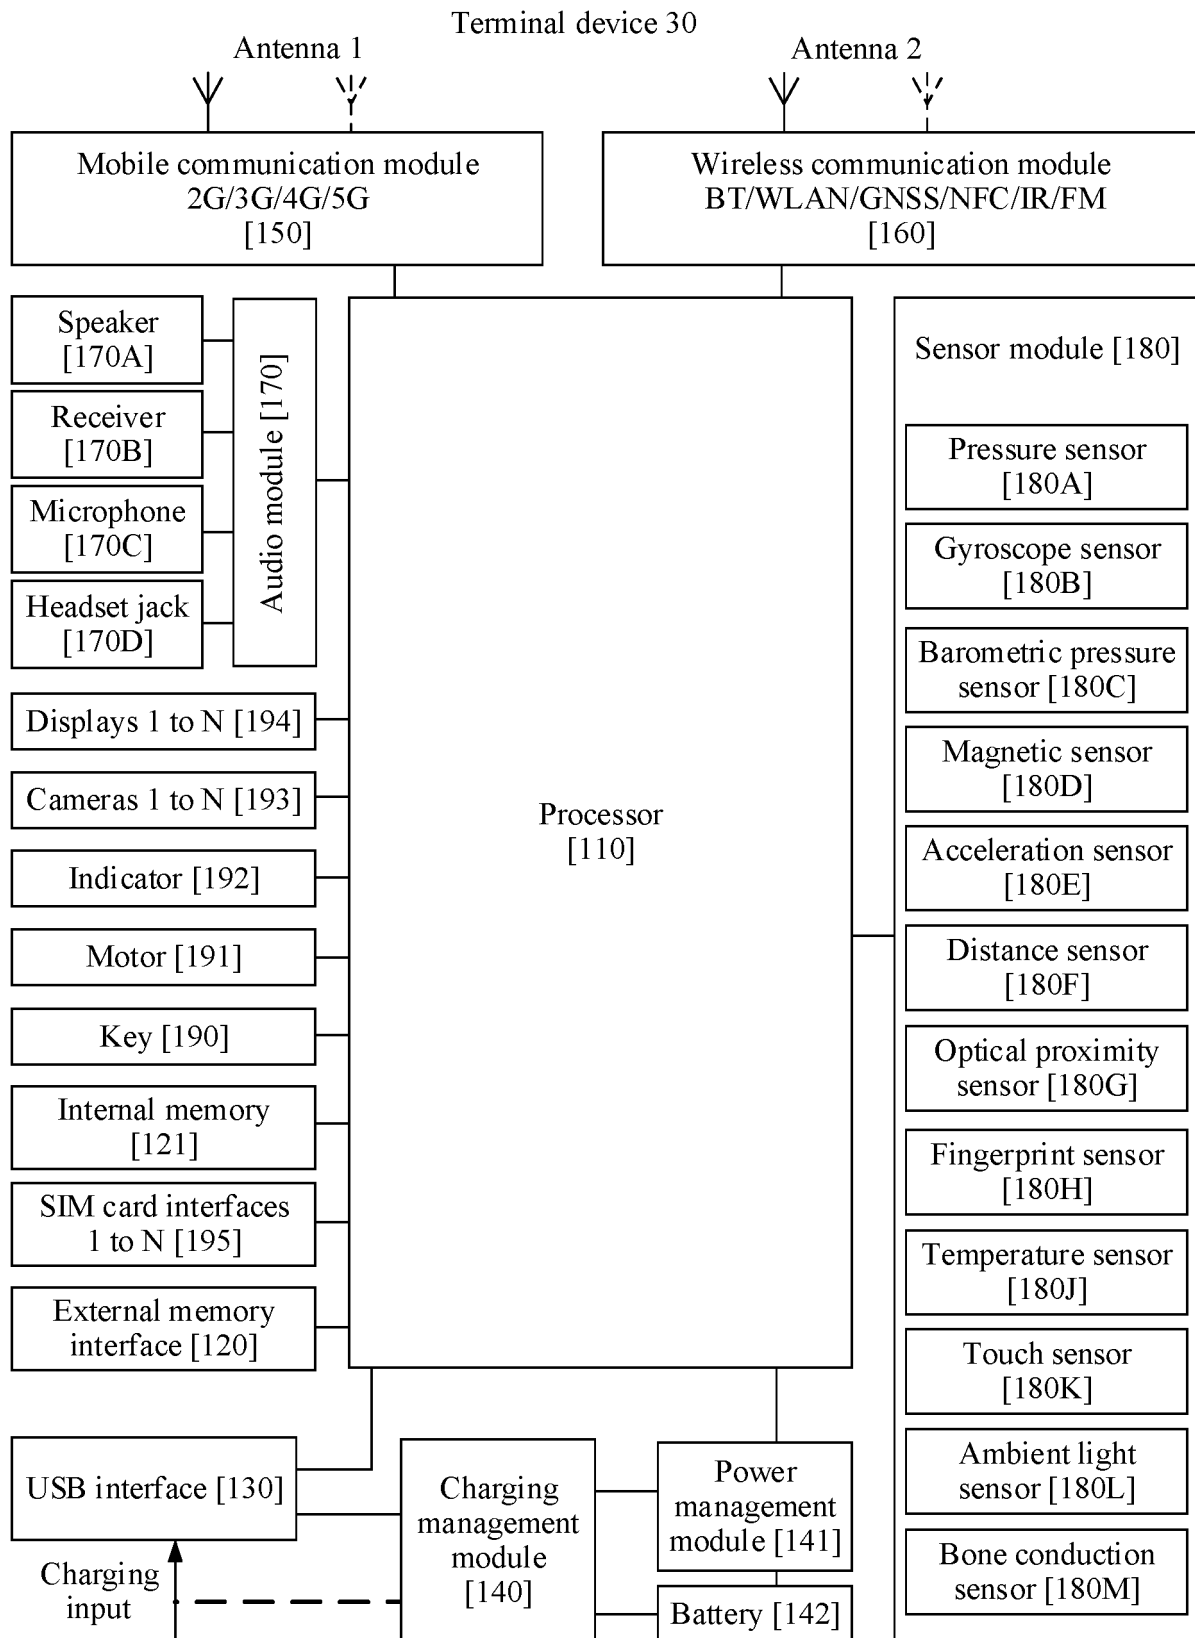 Terminal device 30
Antenna 1
Antenna 2
Mobile communication module
2G/3G/4G/5G
[150]
Wireless communication module
BT/WLAN/GNSS/NFC/IR/FM
[160]
Speaker
[170A]
Receiver
[170B]
Microphone
[170C]
Headset jack
[170D]
Audio module [170]
Displays 1 to N [194]
Cameras 1 to N [193]
Indicator [192]
Motor [191]
Key [190]
Internal memory
[121]
SIM card interfaces
1 to N [195]
External memory
interface [120]
Processor
[110]
Sensor module [180]
Pressure sensor
[180A]
Gyroscope sensor
[180B]
Barometric pressure
sensor [180C]
Magnetic sensor
[180D]
Acceleration sensor
[180E]
Distance sensor
[180F]
Optical proximity
sensor [180G]
Fingerprint sensor
[180H]
Temperature sensor
[180J]
Touch sensor
[180K]
Ambient light
sensor [180L]
Bone conduction
sensor [180M]
USB interface [130]
Charging
input
Charging
management
module
[140]
Power
management
module [141]
Battery [142]